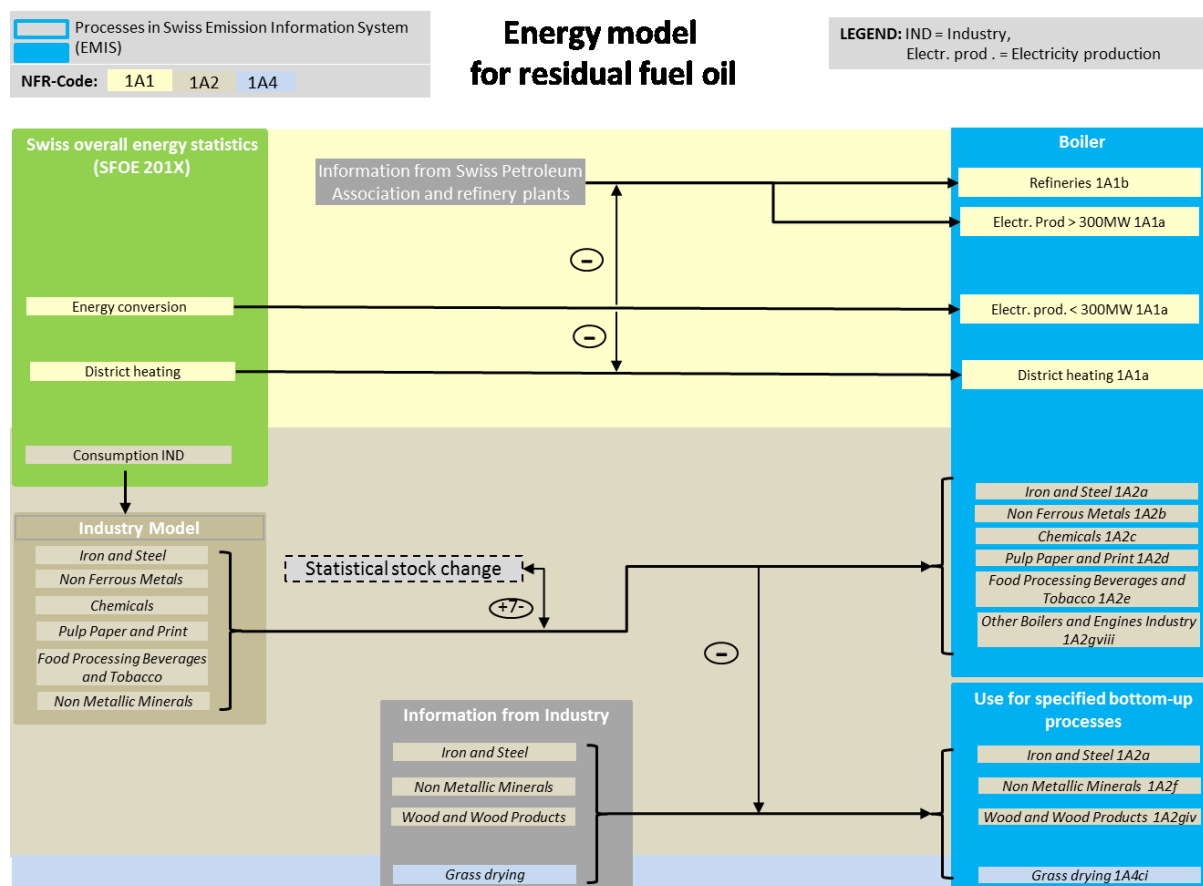 Processes in Swiss Emission Information System
(EMIS)
NFR-Code: 1A1 1A2 1A4
Energy model
for residual fuel oil
LEGEND: IND = Industry,
Electr. prod . = Electricity production
Swiss overall energy statistics
(SFOE 201X)
Energy conversion
District heating
Consumption IND
Information from Swiss Petroleum
Association and refinery plants
–
–
Boiler
Refineries 1A1b
Electr. Prod > 300MW 1A1a
Electr. prod. < 300MW 1A1a
District heating 1A1a
Industry Model
Iron and Steel
Non Ferrous Metals
Chemicals
Pulp Paper and Print
Food Processing Beverages
and Tobacco
Non Metallic Minerals
Statistical stock change
+7-
–
Iron and Steel 1A2a
Non Ferrous Metals 1A2b
Chemicals 1A2c
Pulp Paper and Print 1A2d
Food Processing Beverages and
Tobacco 1A2e
Other Boilers and Engines Industry
1A2gviii
Information from Industry
Iron and Steel
Non Metallic Minerals
Wood and Wood Products
Grass drying
Use for specified bottom-up
processes
Iron and Steel 1A2a
Non Metallic Minerals 1A2f
Wood and Wood Products 1A2giv
Grass drying 1A4ci